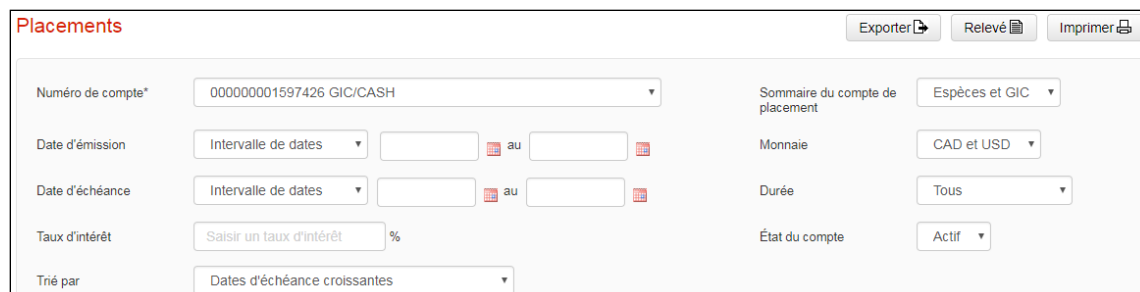 Placements
Exporter
Relevé
Imprimer
Numéro de compte* 000000001597426 GIC/CASH Sommaire du compte de placement Espèces et GIC
Date d'émission Intervalle de dates au Monnaie CAD et USD
Date d'échéance Intervalle de dates au Durée Tous
Taux d'intérêt Saisir un taux d'intérêt % État du compte Actif
Trié par Dates d'échéance croissantes